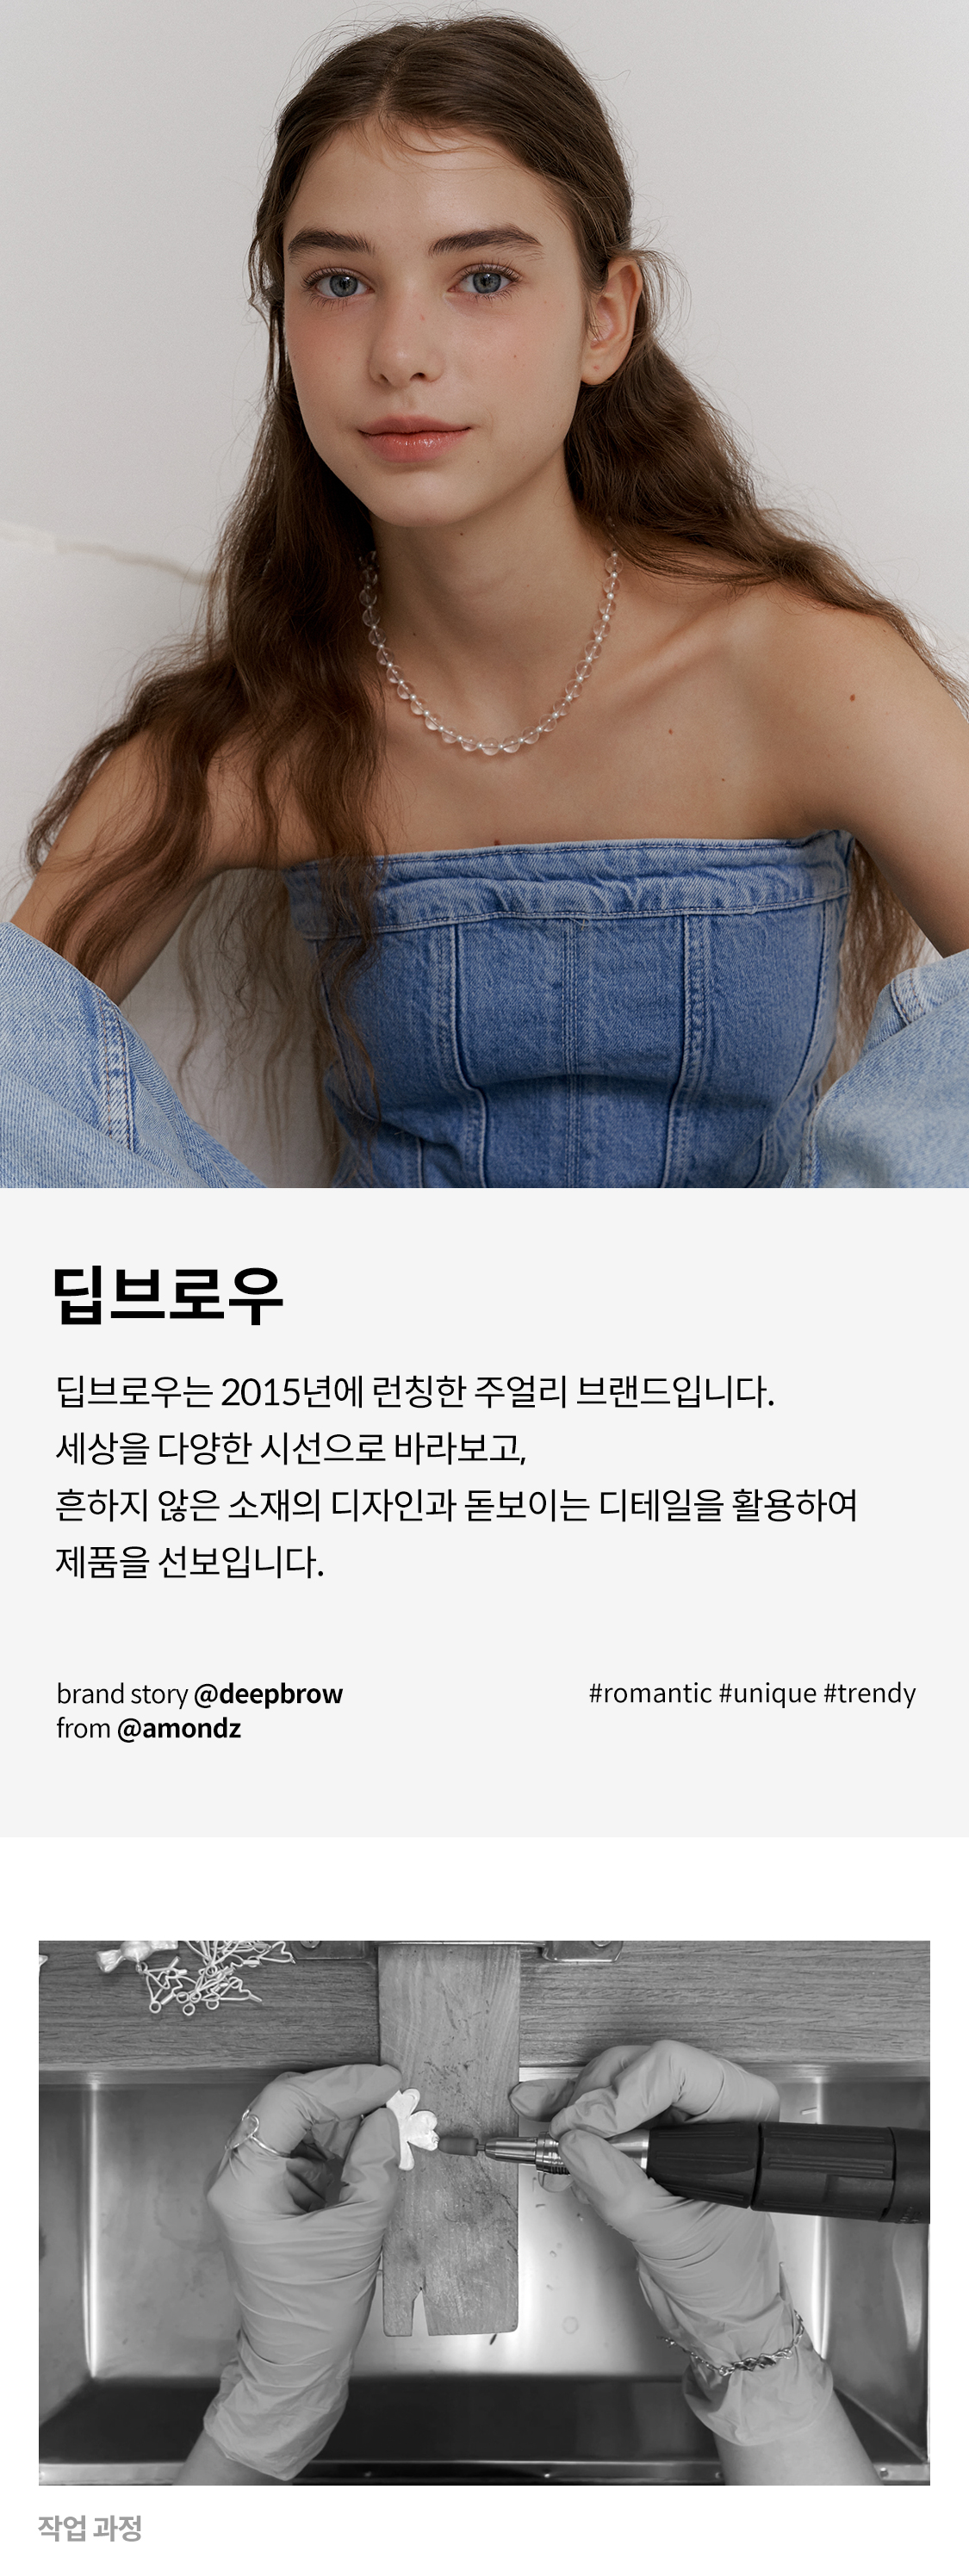 딥브로우
딥브로우는 2015년에 런칭한 주얼리 브랜드입니다.
세상을 다양한 시선으로 바라보고,
흔하지 않은 소재의 디자인과 돋보이는 디테일을 활용하여
제품을 선보입니다.
brand story @deepbrow
#romantic #unique #trendy
from @amondz
작업 과정